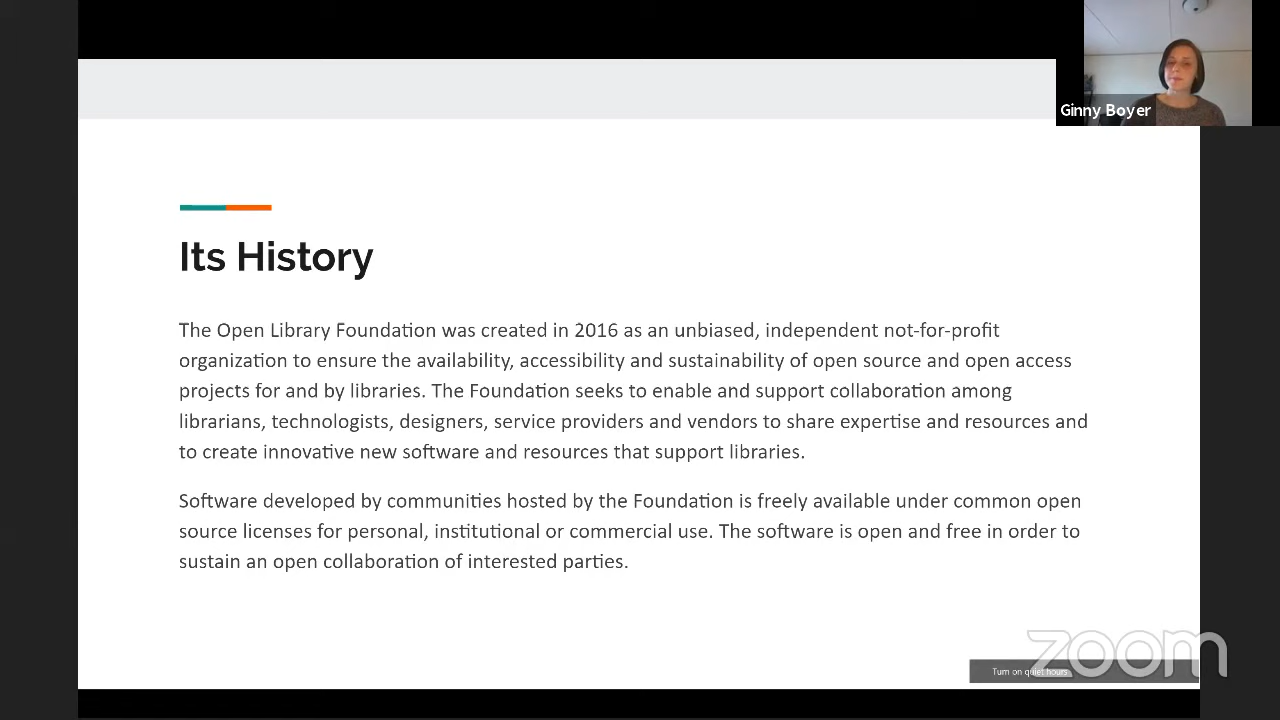 Ginny Boyer
Its History
The Open Library Foundation was created in 2016 as an unbiased, independent not-for-profit
organization to ensure the availability, accessibility and sustainability of open source and open access
projects for and by libraries. The Foundation seeks to enable and support collaboration among
librarians, technologists, designers, service providers and vendors to share expertise and resources and
to create innovative new software and resources that support libraries.
Software developed by communities hosted by the Foundation is freely available under common open
source licenses for personal, institutional or commercial use. The software is open and free in order to
sustain an open collaboration of interested parties.
zoom
Turn on quiet hours